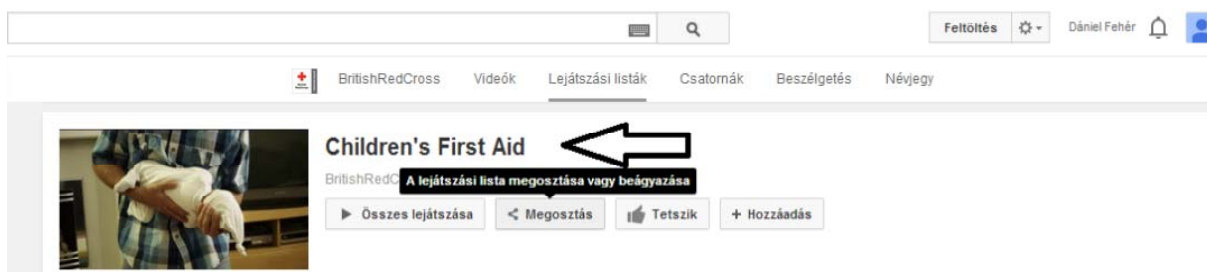 Feltöltés Dániel Fehér
BritishRedCross Videók Lejátszási listák Csatornák Beszélgetés Névjegy
Children's First Aid
BritishRedC
A lejátszási lista megosztása vagy beágyazása
Összes lejátszása Megosztás Tetszik + Hozzáadás